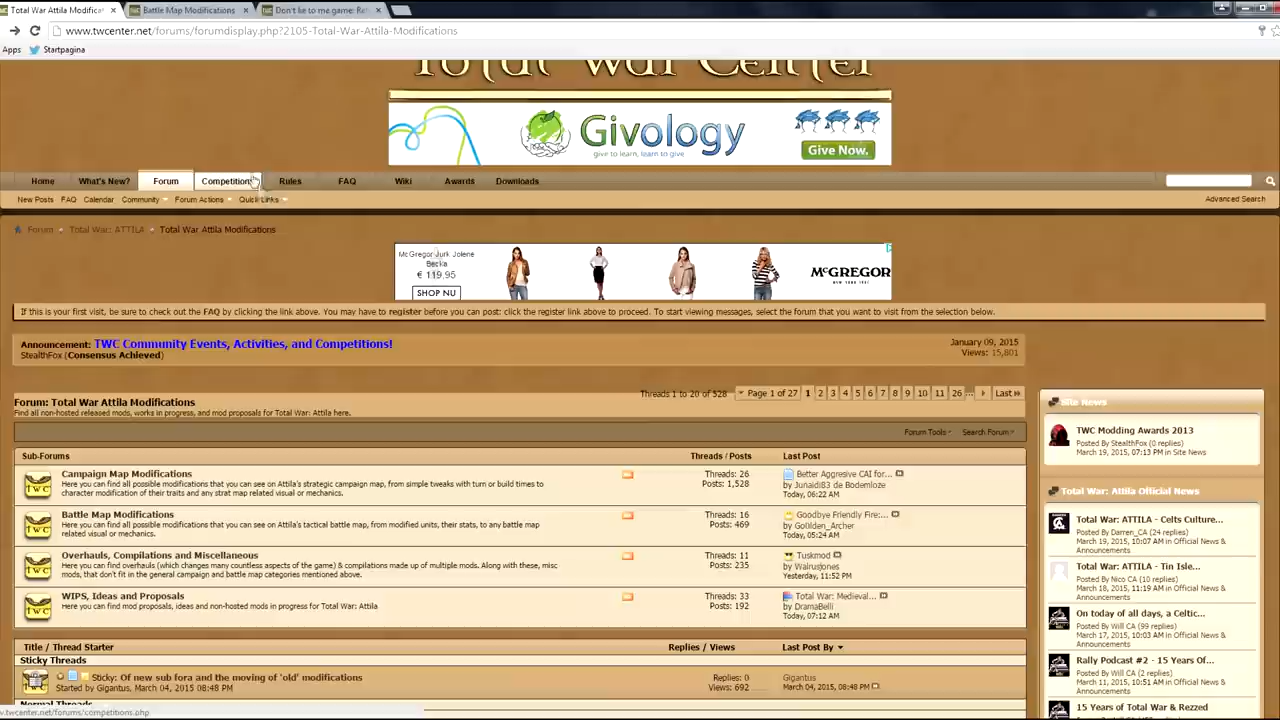 Total War Attila Modificat
Battle Map Modifications
Don't lie to me game: Re
www.twcenter.net/forums/forumdisplay.php?2105-Total-War-Attila-Modifications
Apps Startpagina
Total War Center
Givology
give to learn, learn to give
Give Now.
Home What's New? Forum Competitions Rules FAQ Wiki Awards Downloads
New Posts FAQ Calendar Community Forum Actions Quick Links Advanced Search
Forum Total War: ATTILA Total War Attila Modifications
McGregor Jurk Jolene
Becka
€ 119.95
SHOP NU
McGREGOR
If this is your first visit, be sure to check out the FAQ by clicking the link above. You may have to register before you can post: click the register link above to proceed. To start viewing messages, select the forum that you want to visit from the selection below.
Announcement: TWC Community Events, Activities, and Competitions!
StealthFox (Consensus Achieved)
January 09, 2015
Views: 15,801
Threads 1 to 20 of 528 Page 1 of 27 1 2 3 4 5 6 7 8 9 10 11 26 ... Last
Forum: Total War Attila Modifications
Find all non-hosted released mods, works in progress, and mod proposals for Total War: Attila here.
Forum Tools Search Forum
Sub-Forums Threads / Posts Last Post
Campaign Map Modifications
Here you can find all possible modifications that you can see on Attila's strategic campaign map, from simple tweaks with turn or build times to
character modification of their traits and any strat map related visual or mechanics.
Threads: 26
Posts: 1,528
Better Aggresive CAI for...
by Junaidi83 de Bodemloze
Today, 06:22 AM
Battle Map Modifications
Here you can find all possible modifications that you can see on Attila's tactical battle map, from modified units, their stats, to any battle map
related visual or mechanics.
Threads: 16
Posts: 469
Goodbye Friendly Fire:...
by Goülden_Archer
Today, 05:24 AM
Overhauls, Compilations and Miscellaneous
Here you can find overhauls (which changes many countless aspects of the game) & compilations made up of multiple mods. Along with these, misc
mods, that don't fit in the general campaign and battle map categories mentioned above.
Threads: 11
Posts: 235
Tuskmod
by Walrusjones
Yesterday, 11:52 PM
WIPS, Ideas and Proposals
Here you can find mod proposals, ideas and non-hosted mods in progress for Total War: Attila
Threads: 33
Posts: 192
Total War: Medieval...
by DramaBelli
Today, 07:12 AM
Title / Thread Starter Replies / Views Last Post By
Sticky Threads
Sticky: Of new sub fora and the moving of 'old' modifications
Started by Gigantus, March 04, 2015 08:48 PM
Replies: 0
Views: 692
Gigantus
March 04, 2015 08:48 PM
Normal Threads
w.twcenter.net/forums/competitions.php
Site News
TWC Modding Awards 2013
Posted By StealthFox (0 replies)
March 19, 2015, 07:13 PM in Site News
Total War: Attila Official News
Total War: ATTILA - Celts Culture...
Posted By Darren_CA (24 replies)
March 19, 2015, 10:07 AM in Official News &
Announcements
Total War: ATTILA - Tin Isle...
Posted By Nico CA (10 replies)
March 18, 2015, 11:19 AM in Official News &
Announcements
On today of all days, a Celtic...
Posted By Will CA (99 replies)
March 17, 2015, 10:03 AM in Official News &
Announcements
Rally Podcast #2 - 15 Years Of...
Posted By Will CA (2 replies)
March 11, 2015, 10:51 AM in Official News &
Announcements
15 Years of Total War & Rezzed
Posted By Will CA